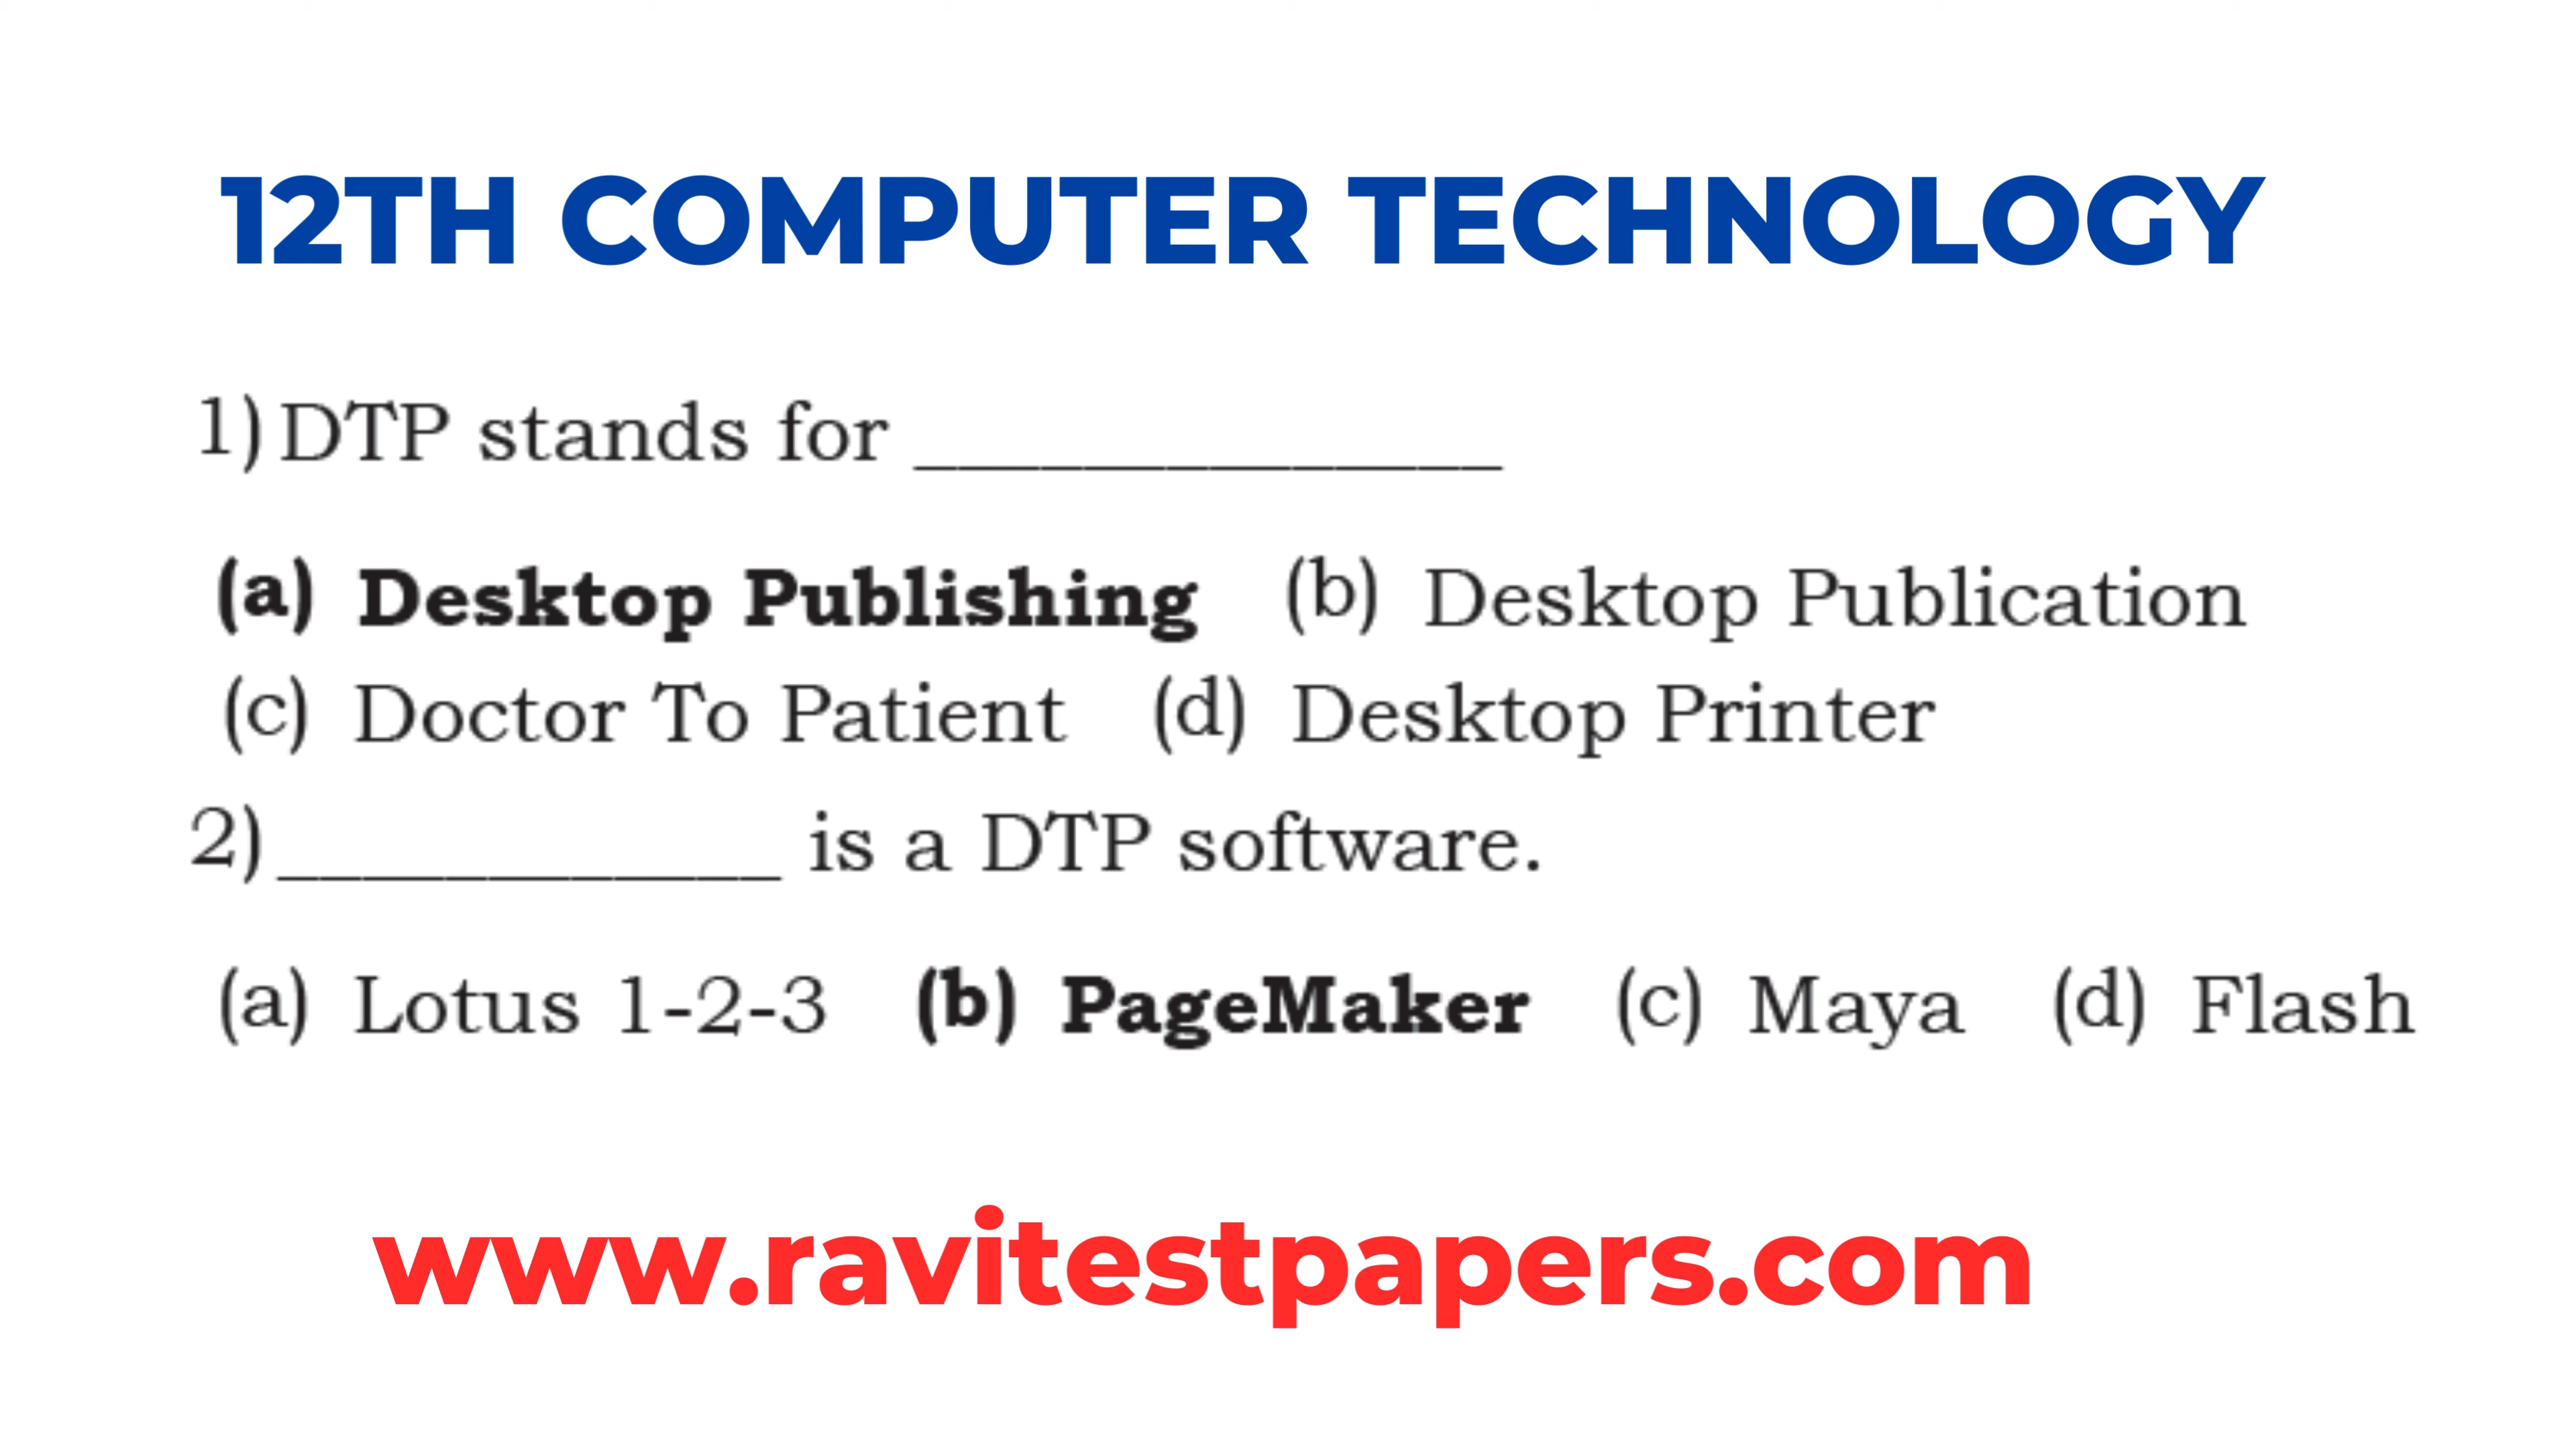 12TH COMPUTER TECHNOLOGY
1) DTP stands for ______________
(a) Desktop Publishing (b) Desktop Publication
(c) Doctor To Patient (d) Desktop Printer
2) ____________ is a DTP software.
(a) Lotus 1-2-3 (b) PageMaker (c) Maya (d) Flash
www.ravitestpapers.com